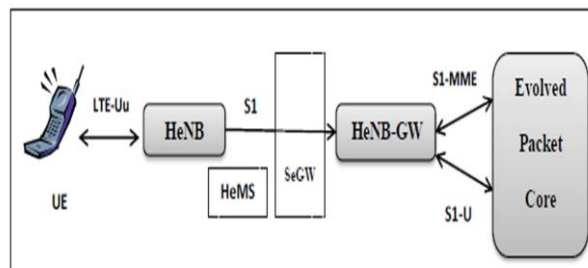 LTE-Uu
UE
HeNB
S1
HeMS
SeGW
HeNB-GW
S1-MME
S1-U
Evolved
Packet
Core